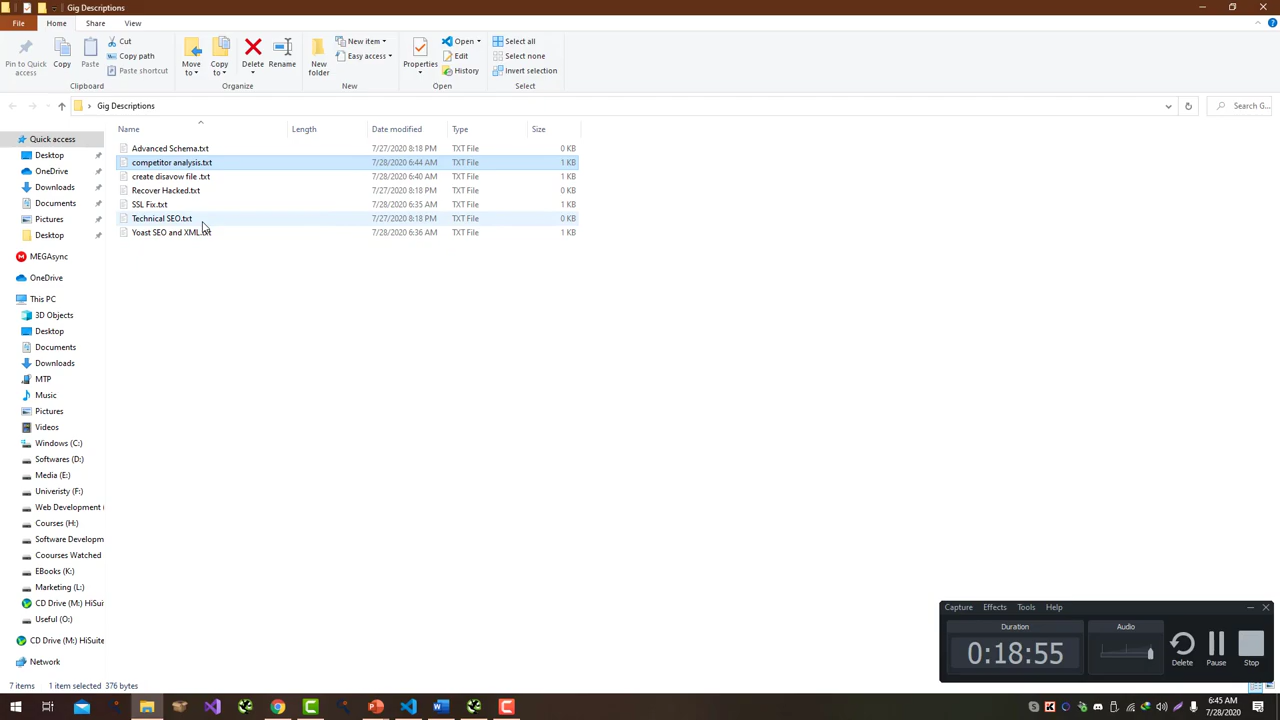 Gig Descriptions
File Home Share View
Pin to Quick access
Copy
Paste
Cut
Copy path
Paste shortcut
Clipboard
Move to
Copy to
Delete
Rename
Organize
New folder
New item
Easy access
New
Properties
Open
Edit
History
Open
Select all
Select none
Invert selection
Select
Gig Descriptions
Search G...
Name Length Date modified Type Size
Advanced Schema.txt 7/27/2020 8:18 PM TXT File 0 KB
competitor analysis.txt 7/28/2020 6:44 AM TXT File 1 KB
create disavow file .txt 7/28/2020 6:40 AM TXT File 1 KB
Recover Hacked.txt 7/27/2020 8:18 PM TXT File 0 KB
SSL Fix.txt 7/28/2020 6:35 AM TXT File 1 KB
Technical SEO.txt 7/27/2020 8:18 PM TXT File 0 KB
Yoast SEO and XML.txt 7/28/2020 6:36 AM TXT File 1 KB
Quick access
Desktop
OneDrive
Downloads
Documents
Pictures
Desktop
MEGAsync
OneDrive
This PC
3D Objects
Desktop
Documents
Downloads
MTP
Music
Pictures
Videos
Windows (C:)
Softwares (D:)
Media (E:)
Univeristy (F:)
Web Development (
Courses (H:)
Software Developm
Coourses Watched
EBooks (K:)
Marketing (L:)
CD Drive (M:) HiSuit
Useful (O:)
CD Drive (M:) HiSuite
Network
7 items 1 item selected 376 bytes
Capture Effects Tools Help
Duration Audio
0:18:55
Delete Pause Stop
6:45 AM
7/28/2020